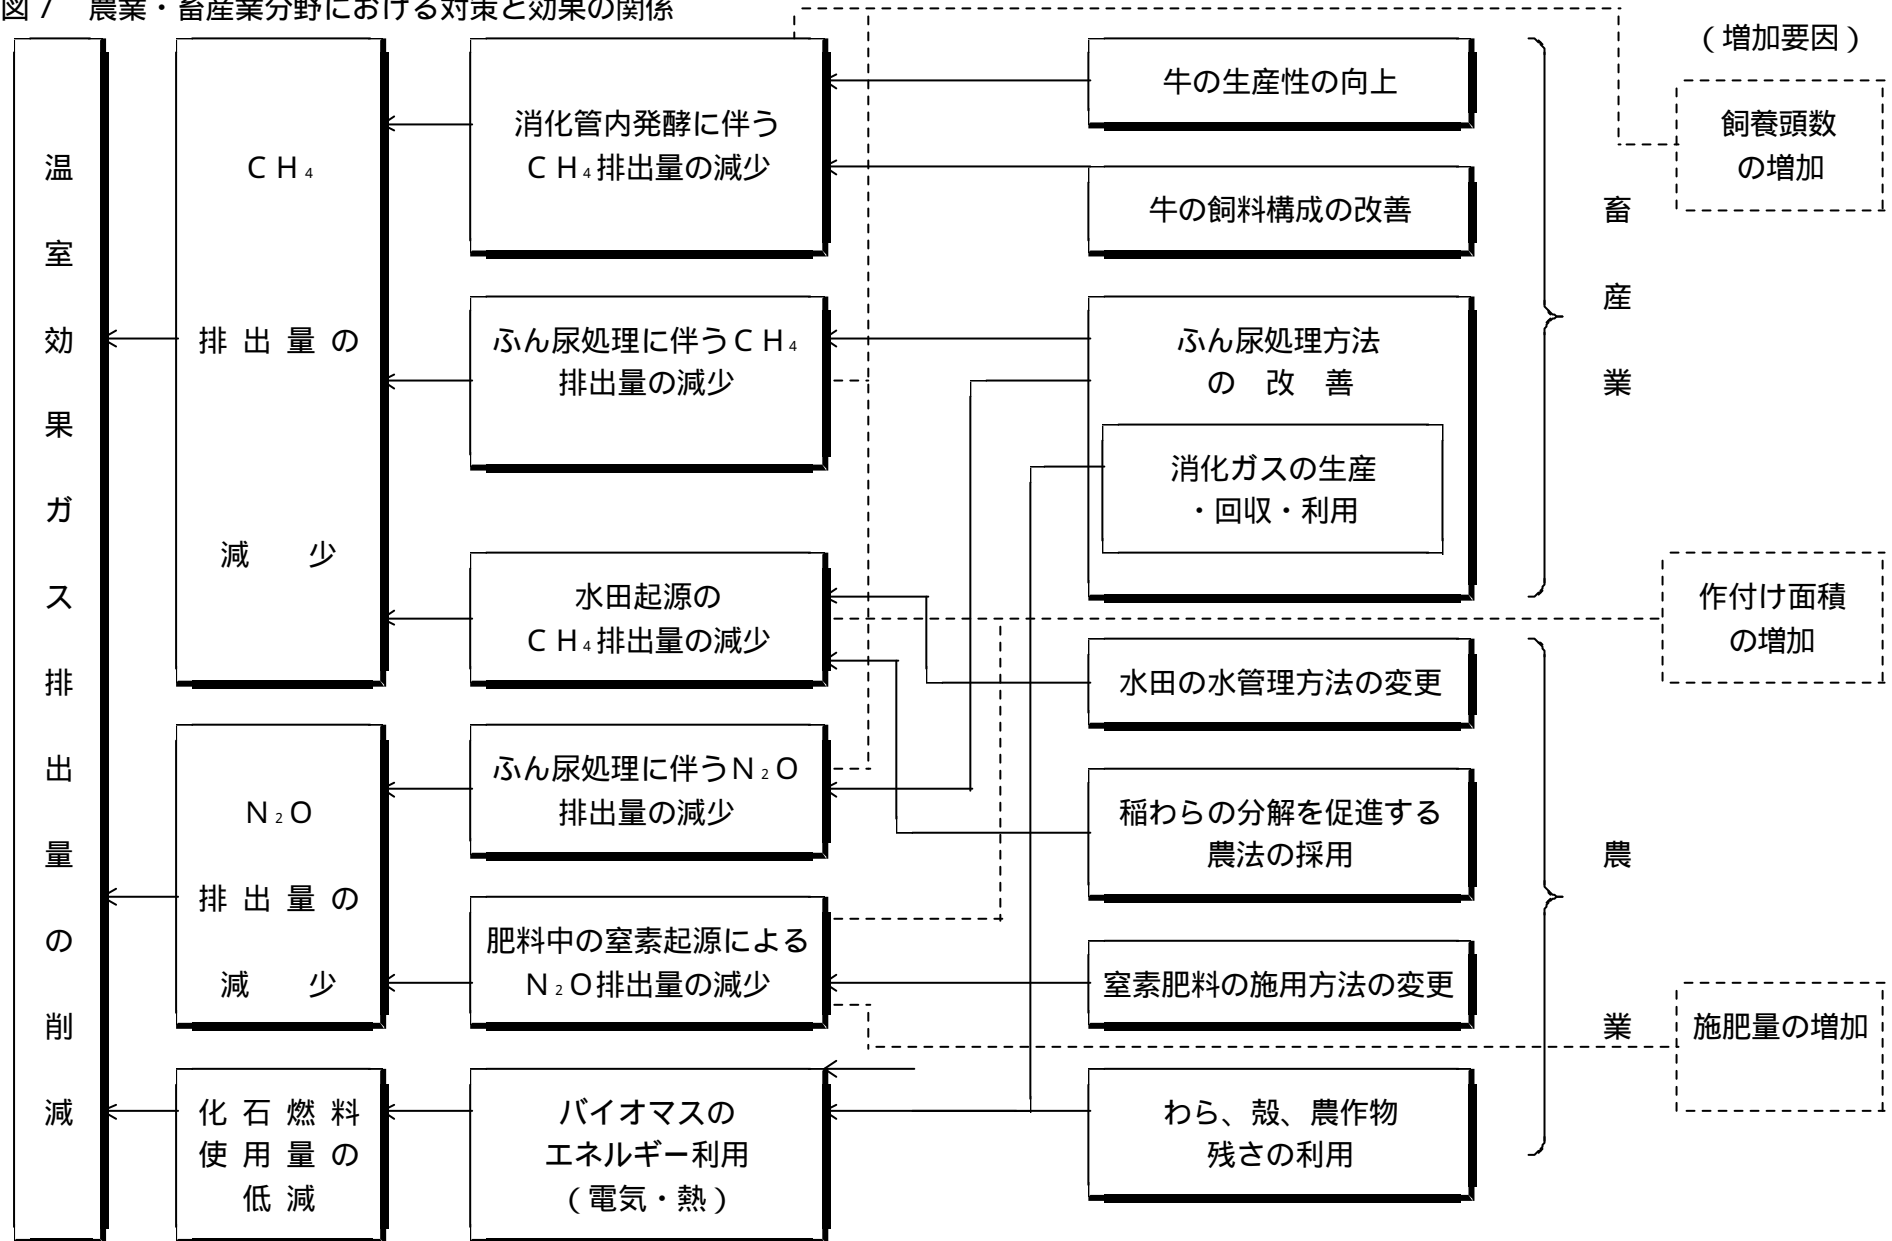 図7 農業・畜産業分野における対策と効果の関係
温室効果ガス排出量の削減
ＣＨ₄
排出量の
減 少
Ｎ₂Ｏ
排出量の
減 少
化石燃料
使用量の
低減
消化管内発酵に伴う
ＣＨ₄排出量の減少
ふん尿処理に伴うＣＨ₄
排出量の減少
水田起源の
ＣＨ₄排出量の減少
ふん尿処理に伴うＮ₂Ｏ
排出量の減少
肥料中の窒素起源による
Ｎ₂Ｏ排出量の減少
バイオマスの
エネルギー利用
（電気・熱）
牛の生産性の向上
牛の飼料構成の改善
ふん尿処理方法
の 改 善
消化ガスの生産
・回収・利用
水田の水管理方法の変更
稲わらの分解を促進する
農法の採用
窒素肥料の施用方法の変更
わら、殻、農作物
残さの利用
畜産業
農業
（増加要因）
飼養頭数
の増加
作付け面積
の増加
施肥量の増加